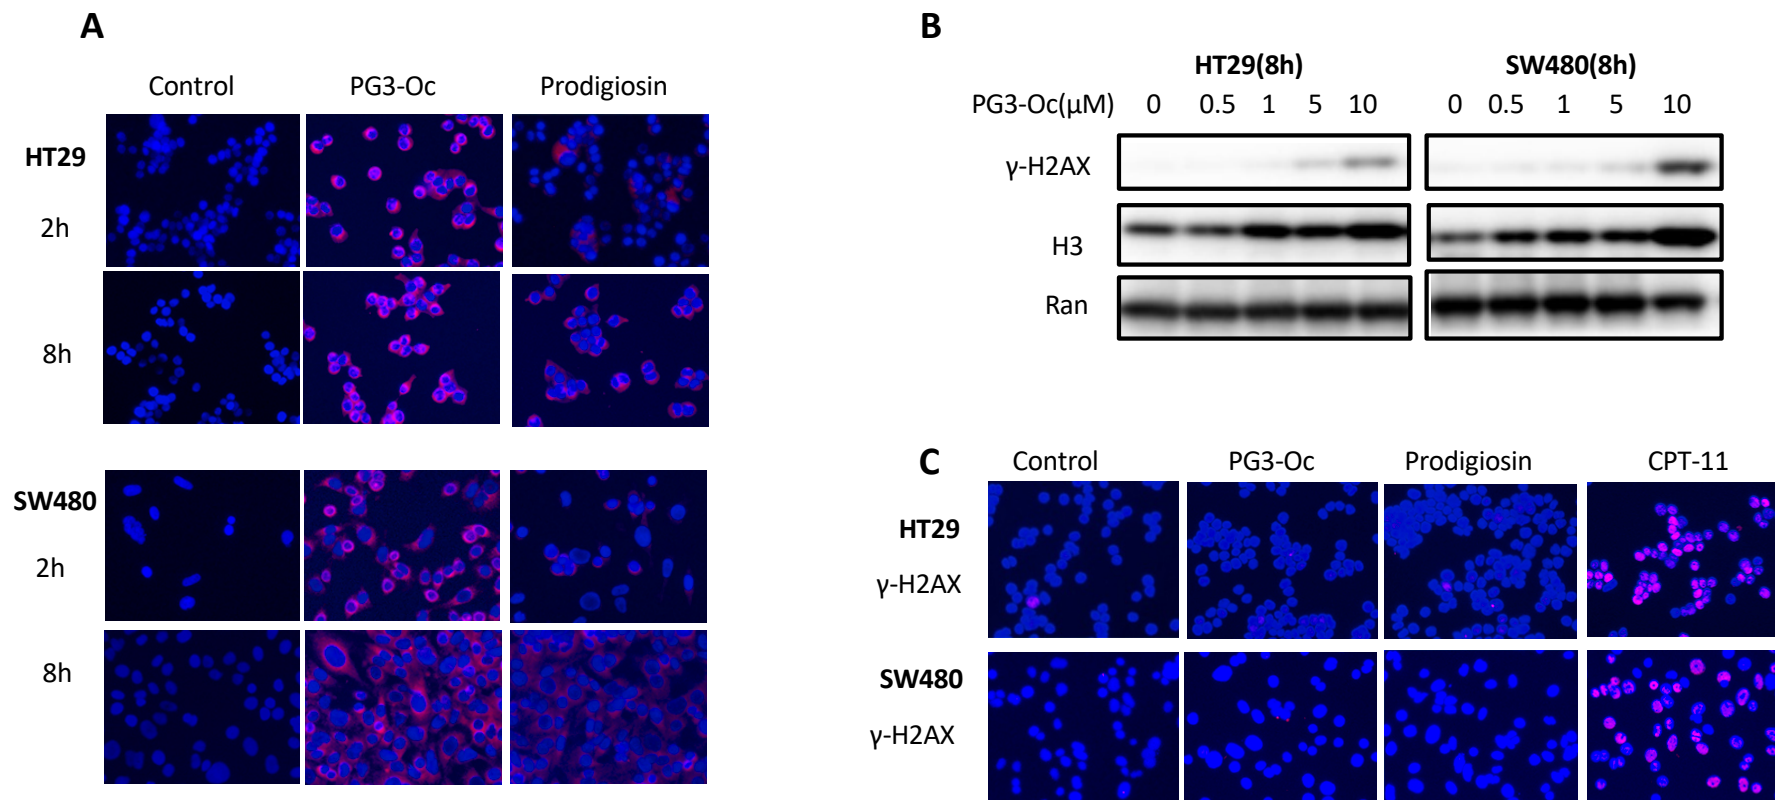 A
Control PG3-Oc Prodigiosin
HT29
2h
8h
SW480
2h
8h
B
HT29(8h) SW480(8h)
PG3-Oc(μM) 0 0.5 1 5 10 0 0.5 1 5 10
γ-H2AX
H3
Ran
C
Control PG3-Oc Prodigiosin CPT-11
HT29
γ-H2AX
SW480
γ-H2AX